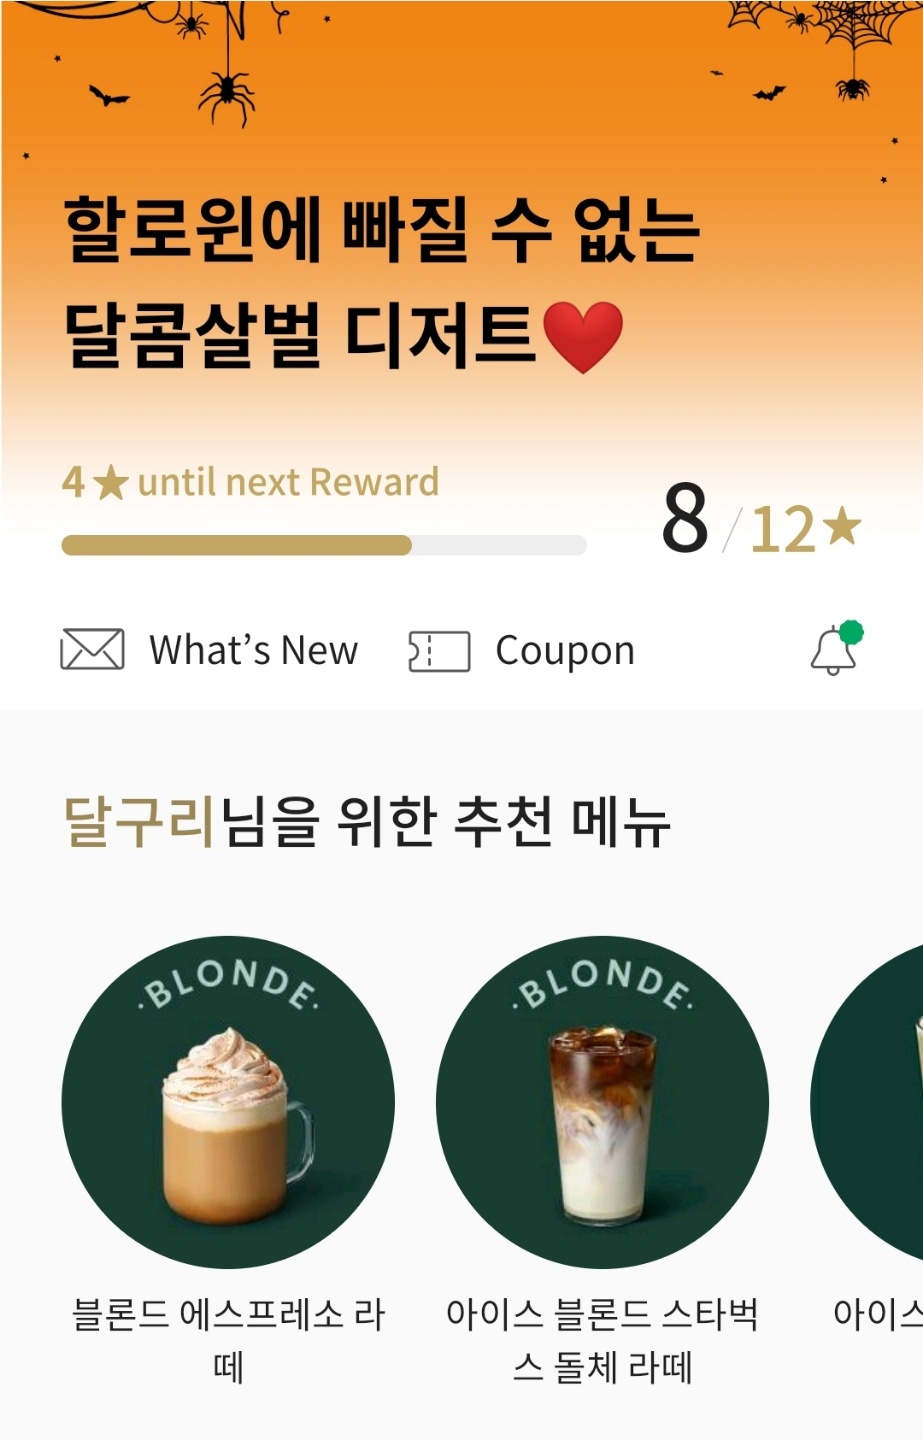 할로윈에 빠질 수 없는
달콤살벌 디저트❤️
4★ until next Reward
8 / 12★
What’s New
Coupon
달구리님을 위한 추천 메뉴
·BLONDE·
·BLONDE·
블론드 에스프레소 라
떼
아이스 블론드 스타벅
스 돌체 라떼
아이스